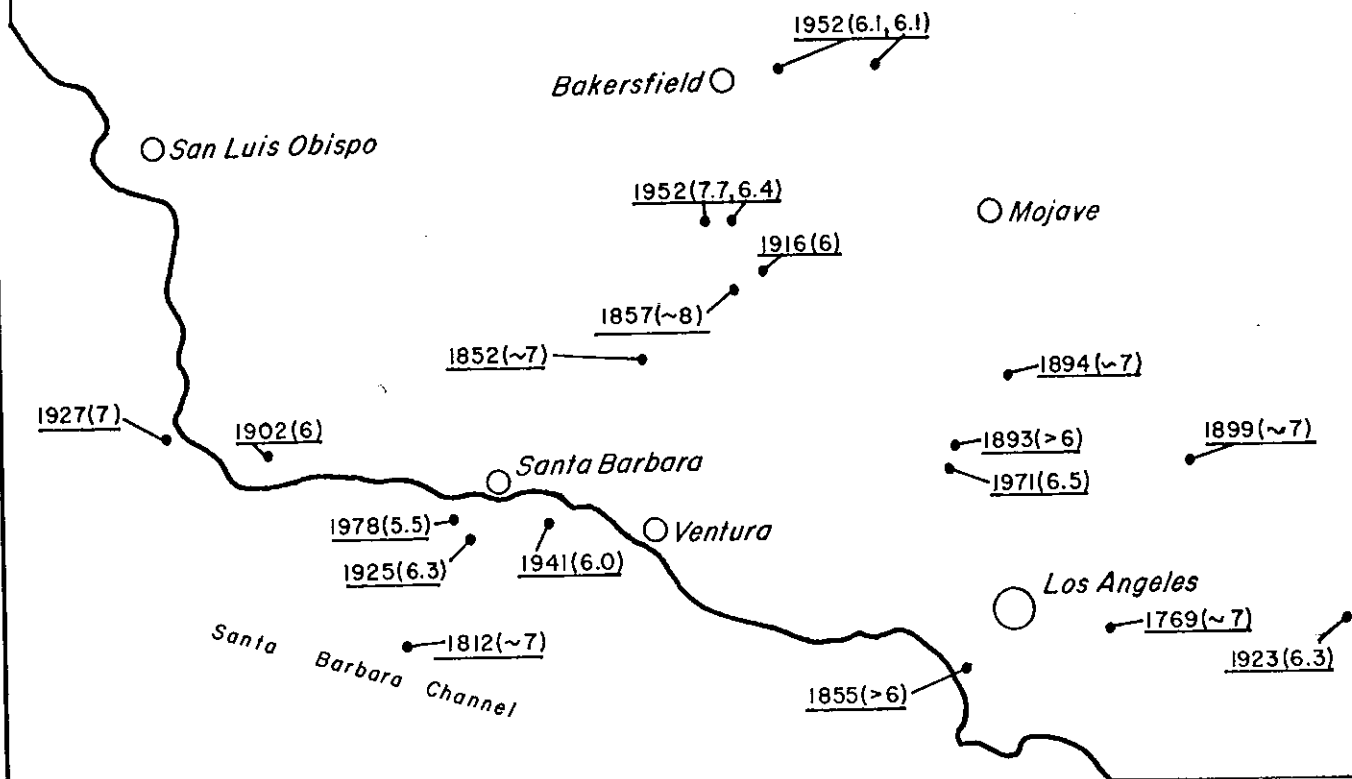 1952(6.1, 6.1)
Bakersfield
San Luis Obispo
1952(7.7, 6.4)
Mojave
1916(6)
1857(~8)
1852(~7)
1894(~7)
1927(7)
1902(6)
1893(>6)
1899(~7)
Santa Barbara
1971(6.5)
1978(5.5)
Ventura
1925(6.3)
1941(6.0)
Los Angeles
1769(~7)
1812(~7)
1923(6.3)
Santa Barbara Channel
1855(>6)